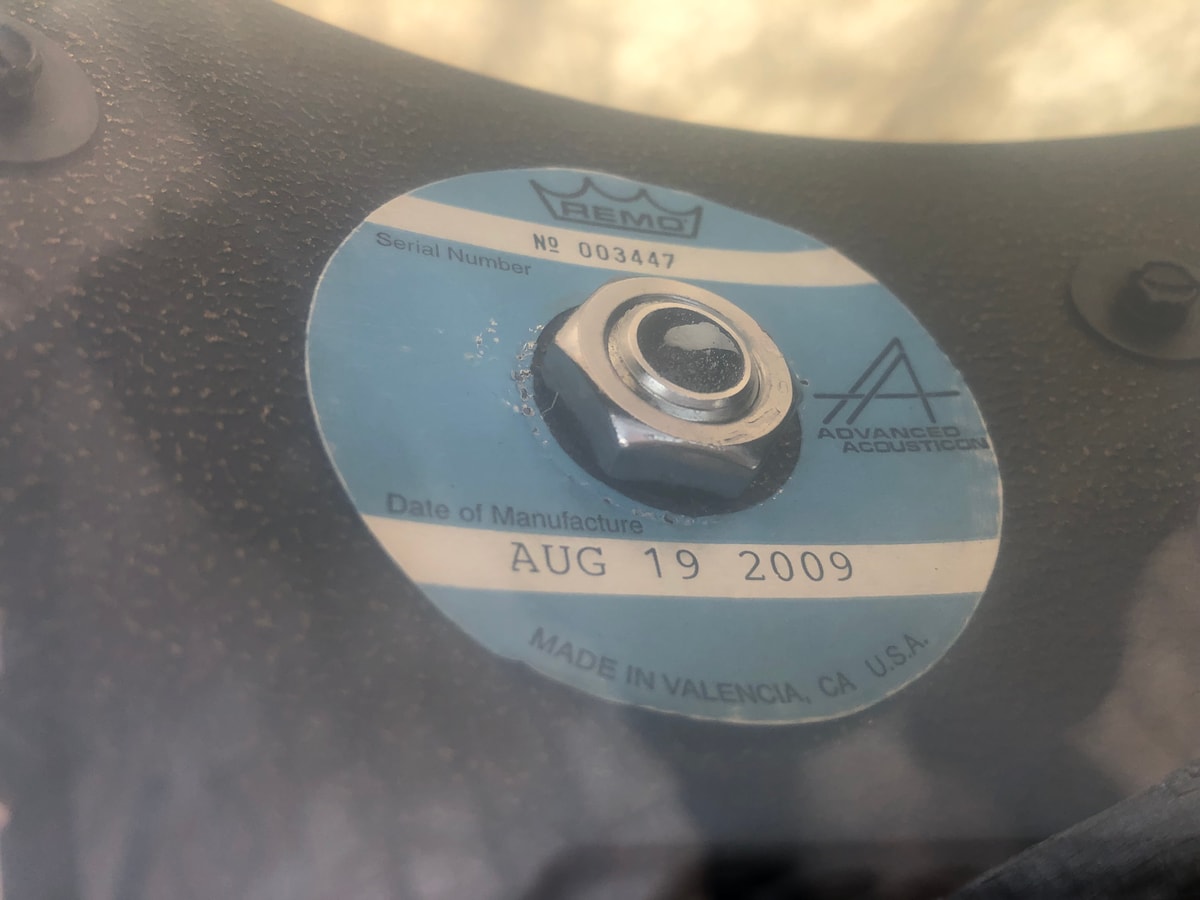 REMO
Nº 003447
Serial Number
ADVANCED
ACOUSTICON
Date of Manufacture
AUG 19 2009
MADE IN VALENCIA, CA U.S.A.